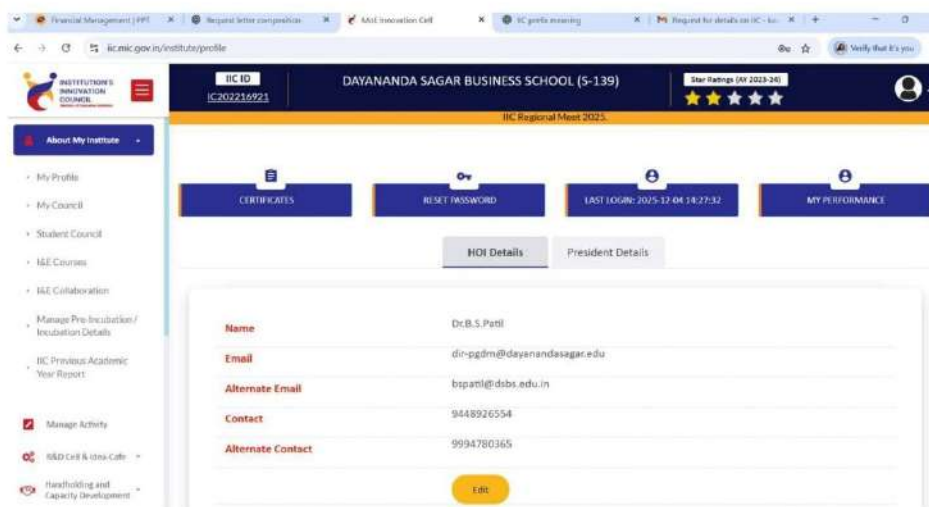 Financial Management | PPT
Request letter composition
MoE Innovation Cell
IIC prefix meaning
Request for details on IIC -
iic.mic.gov.in/institute/profile
Verify that it's you
INSTITUTION'S
INNOVATION
COUNCIL
IIC ID
IC202216921
DAYANANDA SAGAR BUSINESS SCHOOL (S-139)
Star Ratings (AY 2023-24)
IIC Regional Meet 2025.
About My Institute
My Profile
My Council
Student Council
I&E Courses
I&E Collaboration
Manage Pre-Incubation /
Incubation Details
IIC Previous Academic
Year Report
Manage Activity
R&D Cell & Idea-Cafe
Handholding and
Capacity Development
CERTIFICATES
RESET PASSWORD
LAST LOGIN: 2025-12-04 14:27:32
MY PERFORMANCE
HOI Details
President Details
Name
Dr.B.S.Patil
Email
dir-pgdm@dayanandasagar.edu
Alternate Email
bspatil@dsbs.edu.in
Contact
9448926554
Alternate Contact
9994780365
Edit